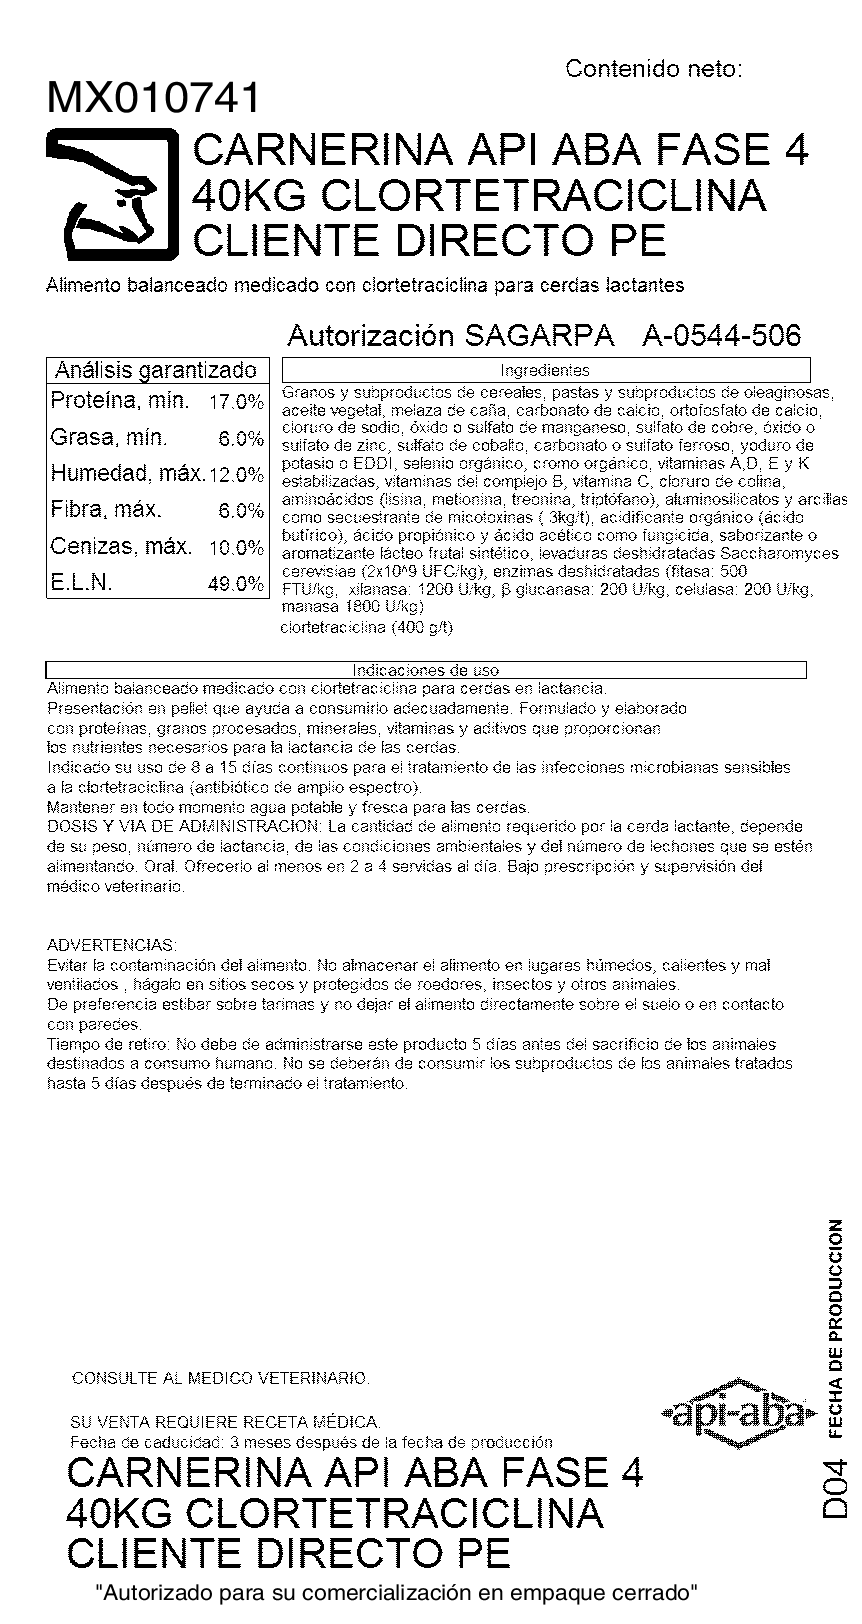 Contenido neto:
MX010741
CARNERINA API ABA FASE 4
40KG CLORTETRACICLINA
CLIENTE DIRECTO PE
Alimento balanceado medicado con clortetraciclina para cerdas lactantes
Autorización SAGARPA A-0544-506
Análisis garantizado
Proteína, mín. 17.0%
Grasa, mín. 6.0%
Humedad, máx. 12.0%
Fibra, máx. 6.0%
Cenizas, máx. 10.0%
E.L.N. 49.0%
Ingredientes
Granos y subproductos de cereales, pastas y subproductos de oleaginosas,
aceite vegetal, melaza de caña, carbonato de calcio, ortofosfato de calcio,
cloruro de sodio, óxido o sulfato de manganeso, sulfato de cobre, óxido o
sulfato de zinc, sulfato de cobalto, carbonato o sulfato ferroso, yoduro de
potasio o EDDI, selenio orgánico, cromo orgánico, vitaminas A,D, E y K
estabilizadas, vitaminas del complejo B, vitamina C, cloruro de colina,
aminoácidos (lisina, metionina, treonina, triptófano), aluminosilicatos y arcillas
como secuestrante de micotoxinas ( 3kg/t), acidificante orgánico (ácido
butírico), ácido propiónico y ácido acético como fungicida, saborizante o
aromatizante lácteo frutal sintético, levaduras deshidratadas Saccharomyces
cerevisiae (2x10^9 UFC/kg), enzimas deshidratadas (fitasa: 500
FTU/kg, xilanasa: 1200 U/kg, β glucanasa: 200 U/kg, celulasa: 200 U/kg,
manasa 1800 U/kg)
clortetraciclina (400 g/t)
Indicaciones de uso
Alimento balanceado medicado con clortetraciclina para cerdas en lactancia.
Presentación en pellet que ayuda a consumirlo adecuadamente. Formulado y elaborado
con proteínas, granos procesados, minerales, vitaminas y aditivos que proporcionan
los nutrientes necesarios para la lactancia de las cerdas.
Indicado su uso de 8 a 15 días continuos para el tratamiento de las infecciones microbianas sensibles
a la clortetraciclina (antibiótico de amplio espectro).
Mantener en todo momento agua potable y fresca para las cerdas.
DOSIS Y VIA DE ADMINISTRACION: La cantidad de alimento requerido por la cerda lactante, depende
de su peso, número de lactancia, de las condiciones ambientales y del número de lechones que se estén
alimentando. Oral. Ofrecerlo al menos en 2 a 4 servidas al día. Bajo prescripción y supervisión del
médico veterinario.
ADVERTENCIAS:
Evitar la contaminación del alimento. No almacenar el alimento en lugares húmedos, calientes y mal
ventilados , hágalo en sitios secos y protegidos de roedores, insectos y otros animales.
De preferencia estibar sobre tarimas y no dejar el alimento directamente sobre el suelo o en contacto
con paredes.
Tiempo de retiro: No debe de administrarse este producto 5 días antes del sacrificio de los animales
destinados a consumo humano. No se deberán de consumir los subproductos de los animales tratados
hasta 5 días después de terminado el tratamiento.
FECHA DE PRODUCCION
D04
CONSULTE AL MEDICO VETERINARIO.
api-aba
SU VENTA REQUIERE RECETA MÉDICA.
Fecha de caducidad: 3 meses después de la fecha de producción
CARNERINA API ABA FASE 4
40KG CLORTETRACICLINA
CLIENTE DIRECTO PE
"Autorizado para su comercialización en empaque cerrado"